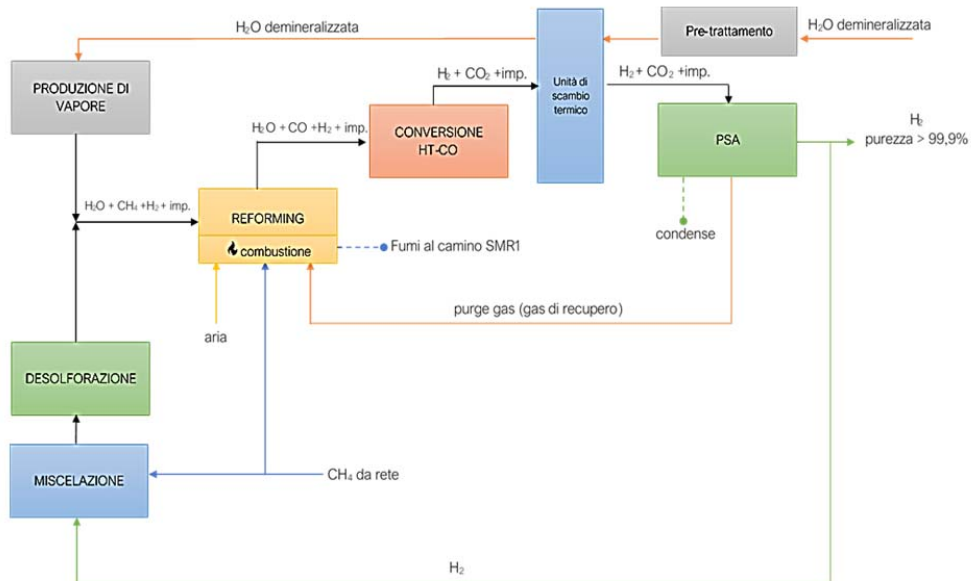 H₂O demineralizzata
Pre-trattamento
H₂O demineralizzata
PRODUZIONE DI
VAPORE
H₂ + CO₂ +imp.
Unità di
scambio
termico
H₂ + CO₂ +imp.
H₂O + CO +H₂ + imp.
CONVERSIONE
HT-CO
PSA
H₂
purezza > 99,9%
H₂O + CH₄ +H₂ + imp.
REFORMING
combustione
Fumi al camino SMR1
condense
aria
purge gas (gas di recupero)
DESOLFORAZIONE
MISCELAZIONE
CH₄ da rete
H₂